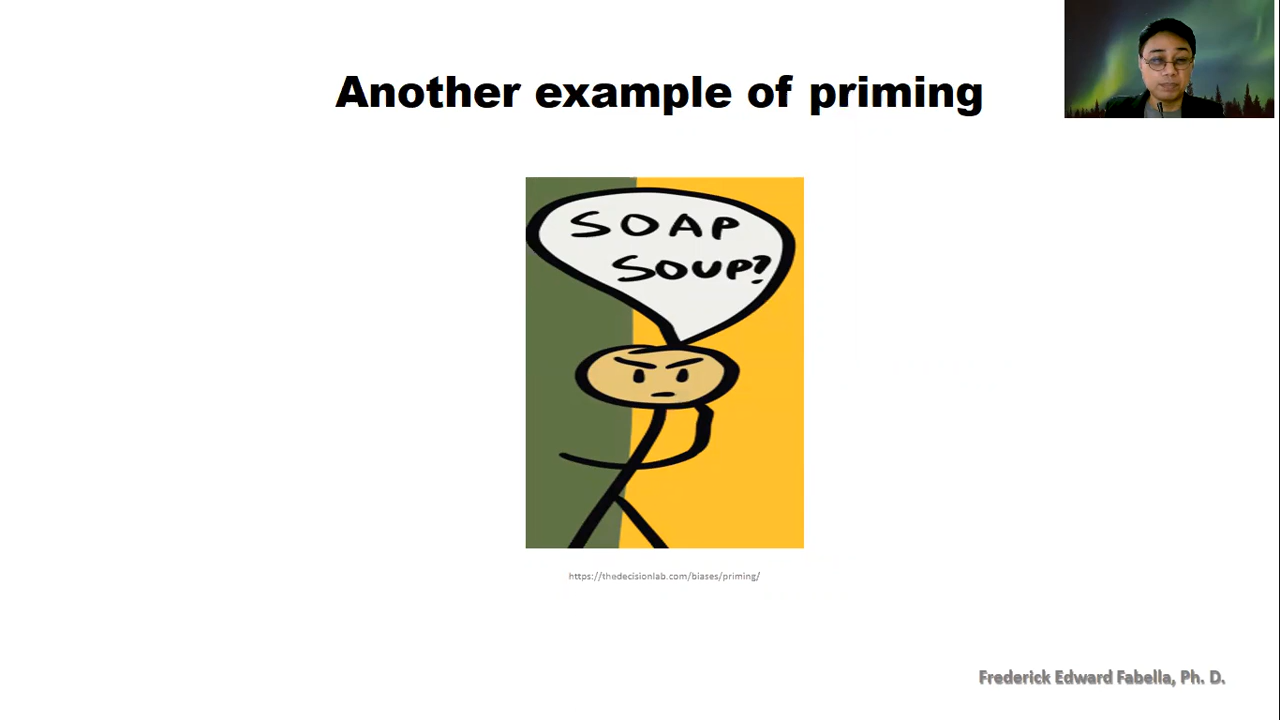 Another example of priming
SOAP
SOUP?
https://thedecisionlab.com/biases/priming/
Frederick Edward Fabella, Ph. D.